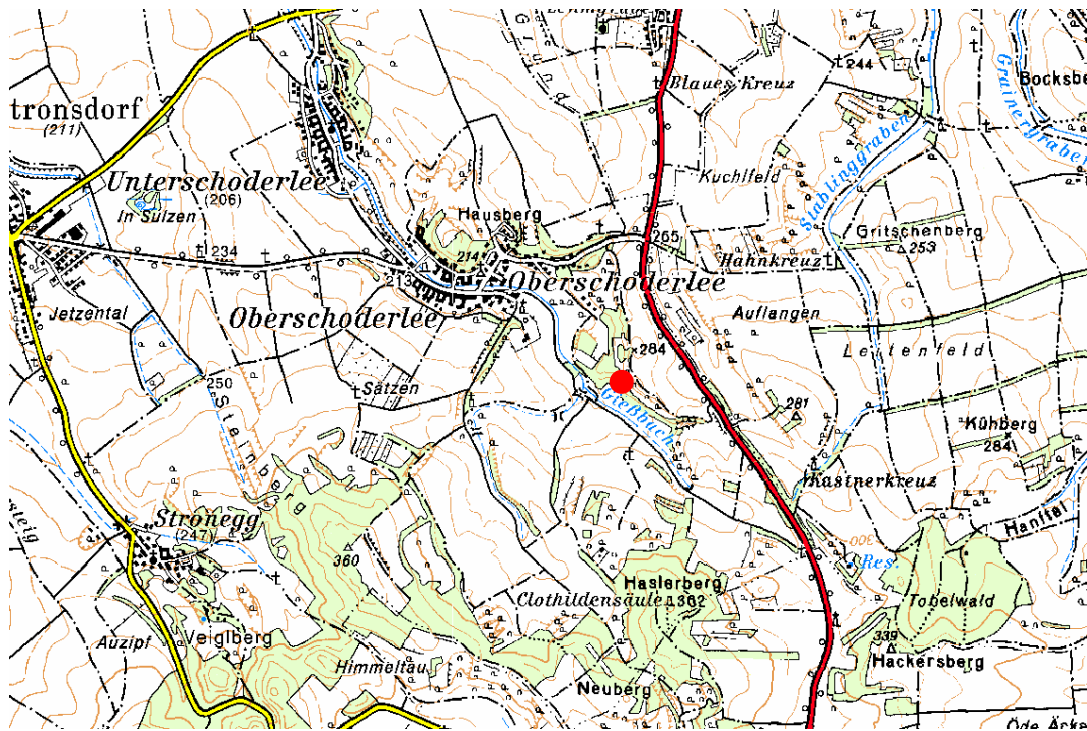 244
Blaues Kreuz
Bocksbe
Grainergraben
tronsdorf
(211)
Stablinggraben
Kuchlfeld
Unterschoderlee
(206)
In Sulzen
Hausberg
Gritschenberg
253
234
265
214
Hahnkreuz
213
Oberschoderlee
Oberschoderlee
Jetzental
Auflangen
284
Leitenfeld
250
Satzen
Steinberg
Gießbach
281
Kühberg
284
Kastnerkreuz
Stronegg
(247)
steig
Hanftal
300
360
Res.
Haslerberg
Clothildensäule
362
Tobelwald
Auzipf
Veiglberg
339
Hackersberg
Himmeltau
Neuberg
Öde Äcke